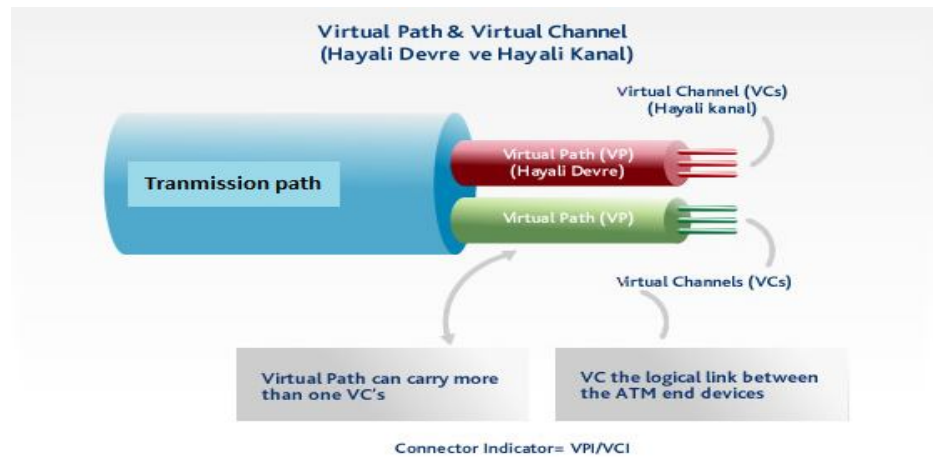 Virtual Path & Virtual Channel
(Hayali Devre ve Hayali Kanal)
Virtual Channel (VCs)
(Hayali kanal)
Virtual Path (VP)
(Hayali Devre)
Tranmission path
Virtual Path (VP)
Virtual Channels (VCs)
Virtual Path can carry more
than one VC's
VC the logical link between
the ATM end devices
Connector Indicator= VPI/VCI